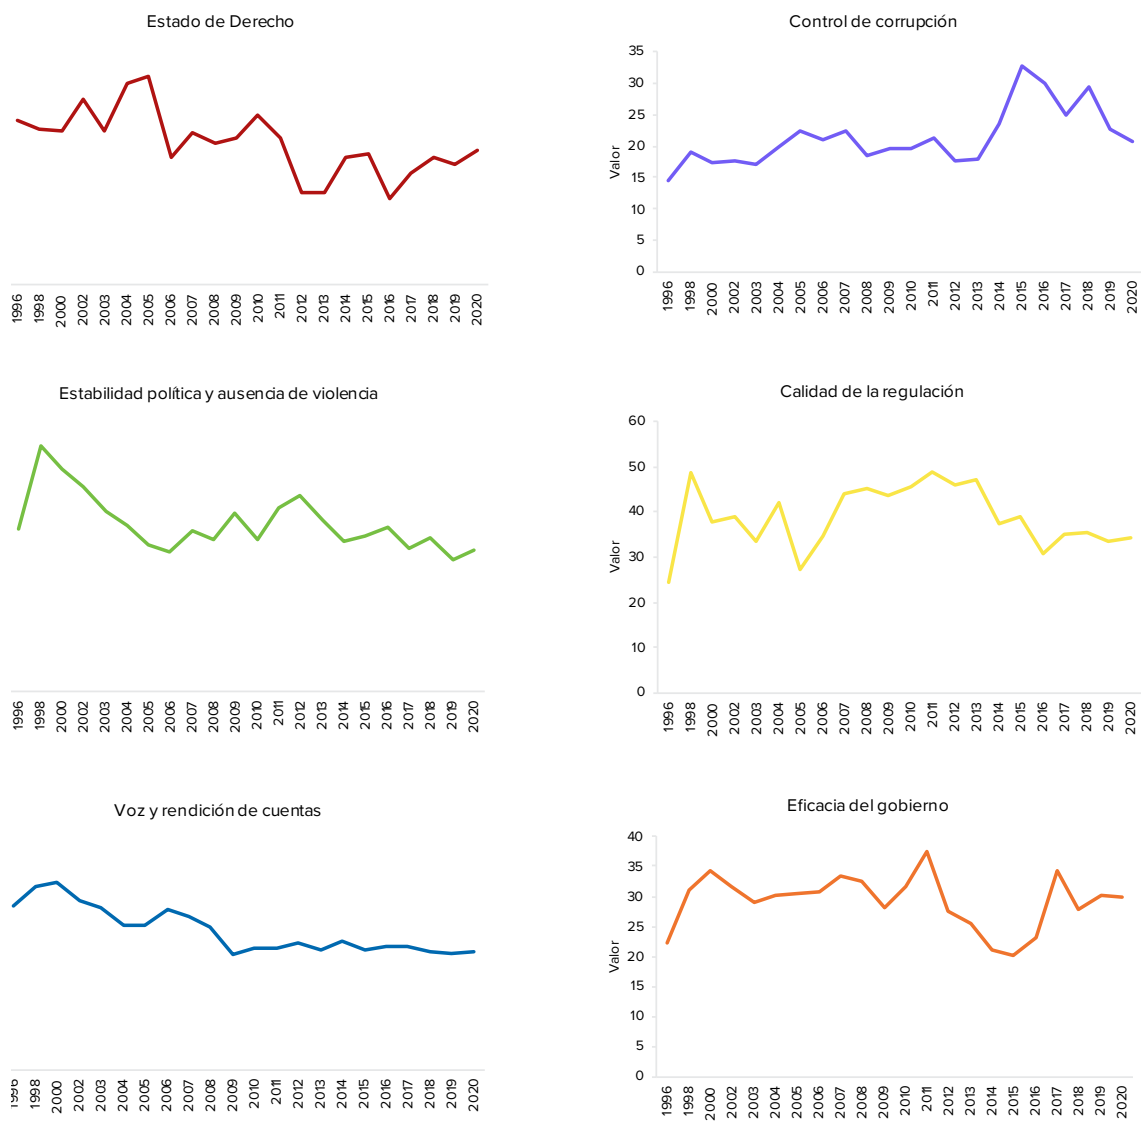 Estado de Derecho
1996 1998 2000 2002 2003 2004 2005 2006 2007 2008 2009 2010 2011 2012 2013 2014 2015 2016 2017 2018 2019 2020
Control de corrupción
Valor
35
30
25
20
15
10
5
0
1996 1998 2000 2002 2003 2004 2005 2006 2007 2008 2009 2010 2011 2012 2013 2014 2015 2016 2017 2018 2019 2020
Estabilidad política y ausencia de violencia
1996 1998 2000 2002 2003 2004 2005 2006 2007 2008 2009 2010 2011 2012 2013 2014 2015 2016 2017 2018 2019 2020
Calidad de la regulación
Valor
60
50
40
30
20
10
0
1996 1998 2000 2002 2003 2004 2005 2006 2007 2008 2009 2010 2011 2012 2013 2014 2015 2016 2017 2018 2019 2020
Voz y rendición de cuentas
1996 1998 2000 2002 2003 2004 2005 2006 2007 2008 2009 2010 2011 2012 2013 2014 2015 2016 2017 2018 2019 2020
Eficacia del gobierno
Valor
40
35
30
25
20
15
10
5
0
1996 1998 2000 2002 2003 2004 2005 2006 2007 2008 2009 2010 2011 2012 2013 2014 2015 2016 2017 2018 2019 2020